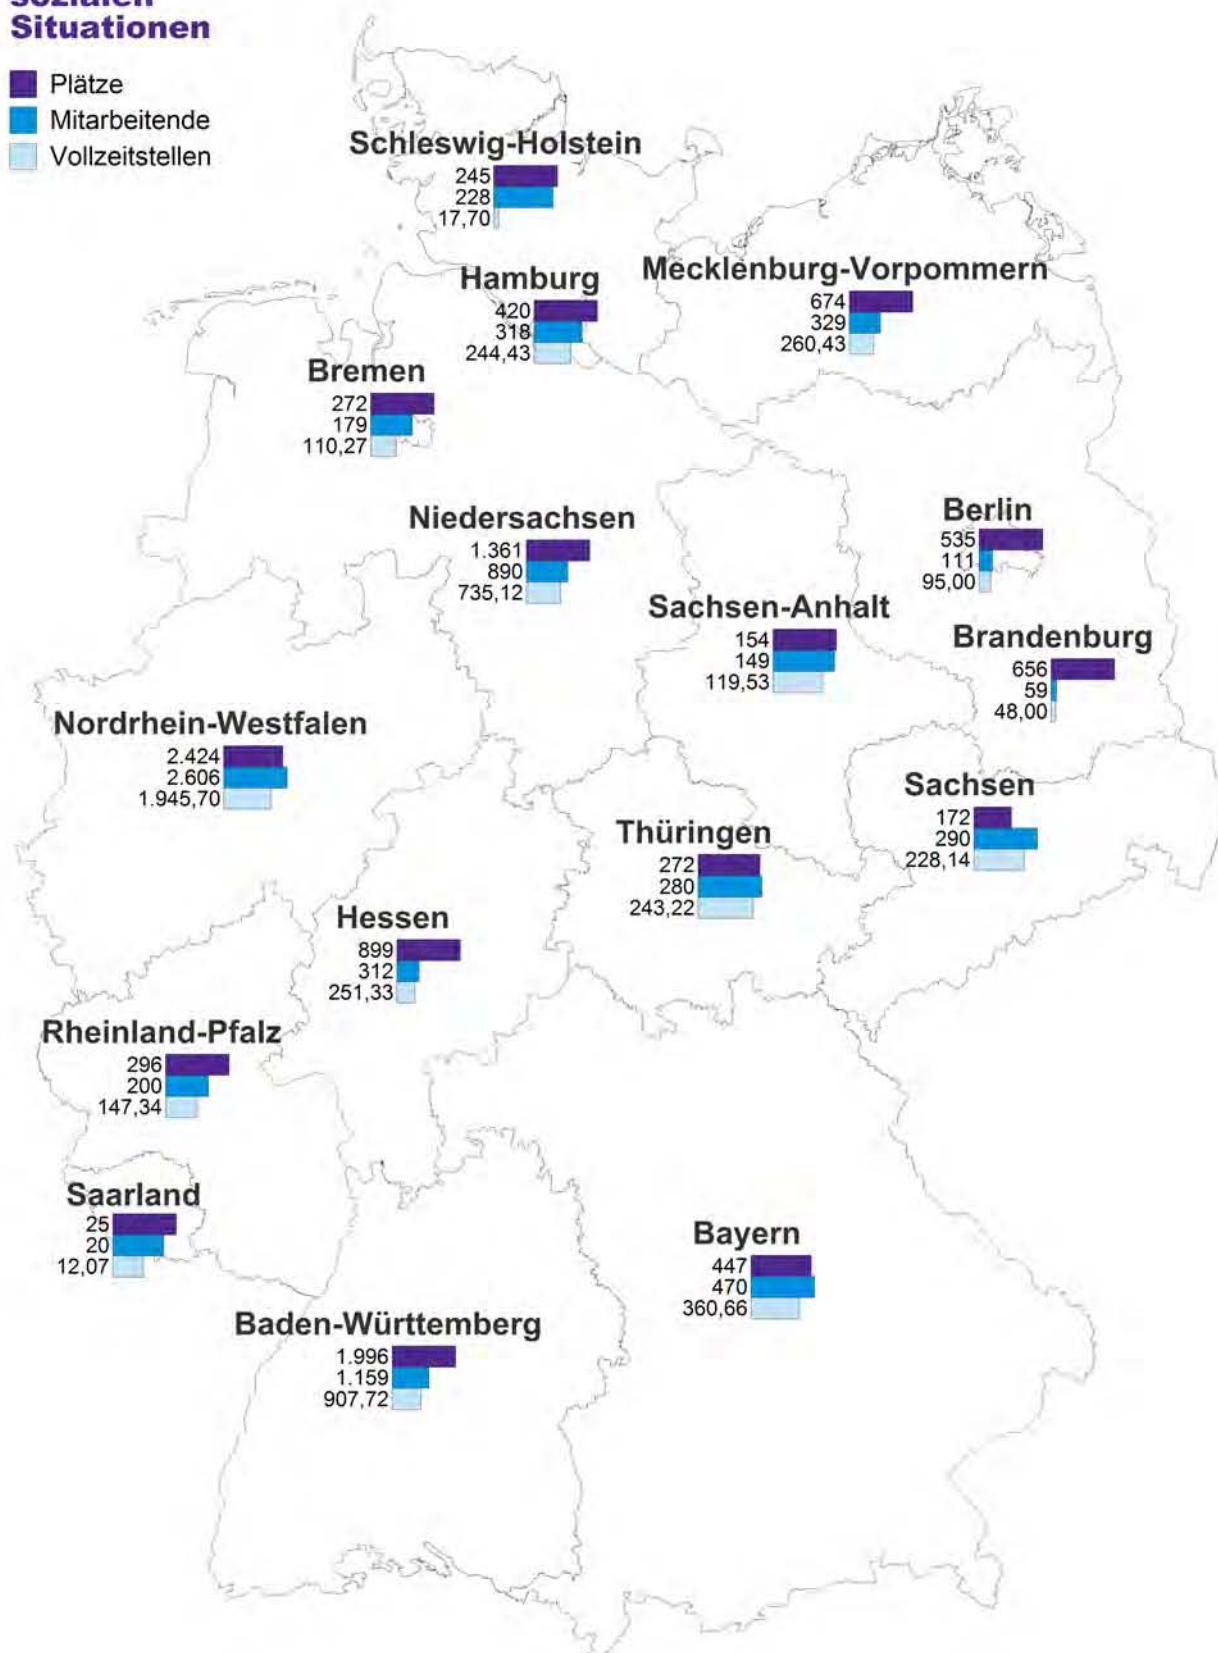 sozialen
Situationen
Plätze
Mitarbeitende
Vollzeitstellen
Schleswig-Holstein
245
228
17,70
Hamburg
420
318
244,43
Mecklenburg-Vorpommern
674
329
260,43
Bremen
272
179
110,27
Niedersachsen
1.361
890
735,12
Berlin
535
111
95,00
Sachsen-Anhalt
154
149
119,53
Brandenburg
656
59
48,00
Nordrhein-Westfalen
2.424
2.606
1.945,70
Sachsen
172
290
228,14
Thüringen
272
280
243,22
Hessen
899
312
251,33
Rheinland-Pfalz
296
200
147,34
Saarland
25
20
12,07
Bayern
447
470
360,66
Baden-Württemberg
1.996
1.159
907,72